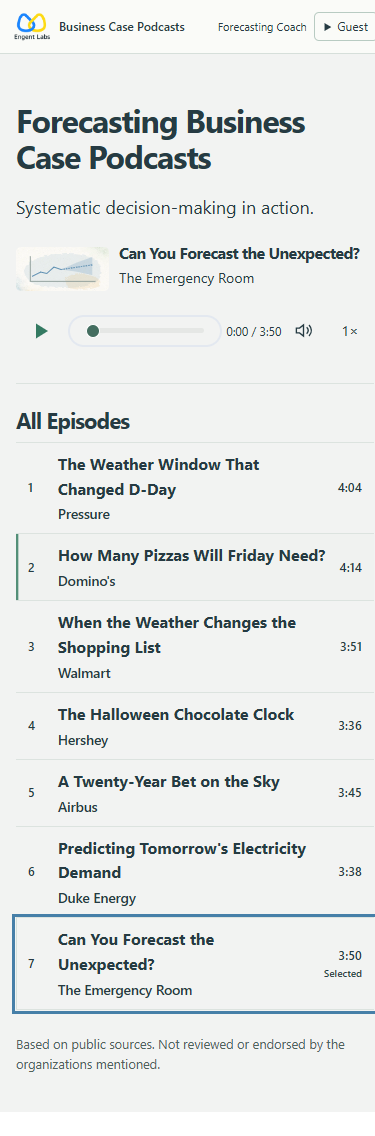 Engent Labs
Business Case Podcasts
Forecasting Coach
Guest
Forecasting Business
Case Podcasts
Systematic decision-making in action.
Can You Forecast the Unexpected?
The Emergency Room
0:00 / 3:50
1×
All Episodes
1
The Weather Window That
Changed D-Day
Pressure
4:04
2
How Many Pizzas Will Friday Need?
Domino's
4:14
3
When the Weather Changes the
Shopping List
Walmart
3:51
4
The Halloween Chocolate Clock
Hershey
3:36
5
A Twenty-Year Bet on the Sky
Airbus
3:45
6
Predicting Tomorrow's Electricity
Demand
Duke Energy
3:38
7
Can You Forecast the
Unexpected?
The Emergency Room
3:50
Selected
Based on public sources. Not reviewed or endorsed by the
organizations mentioned.